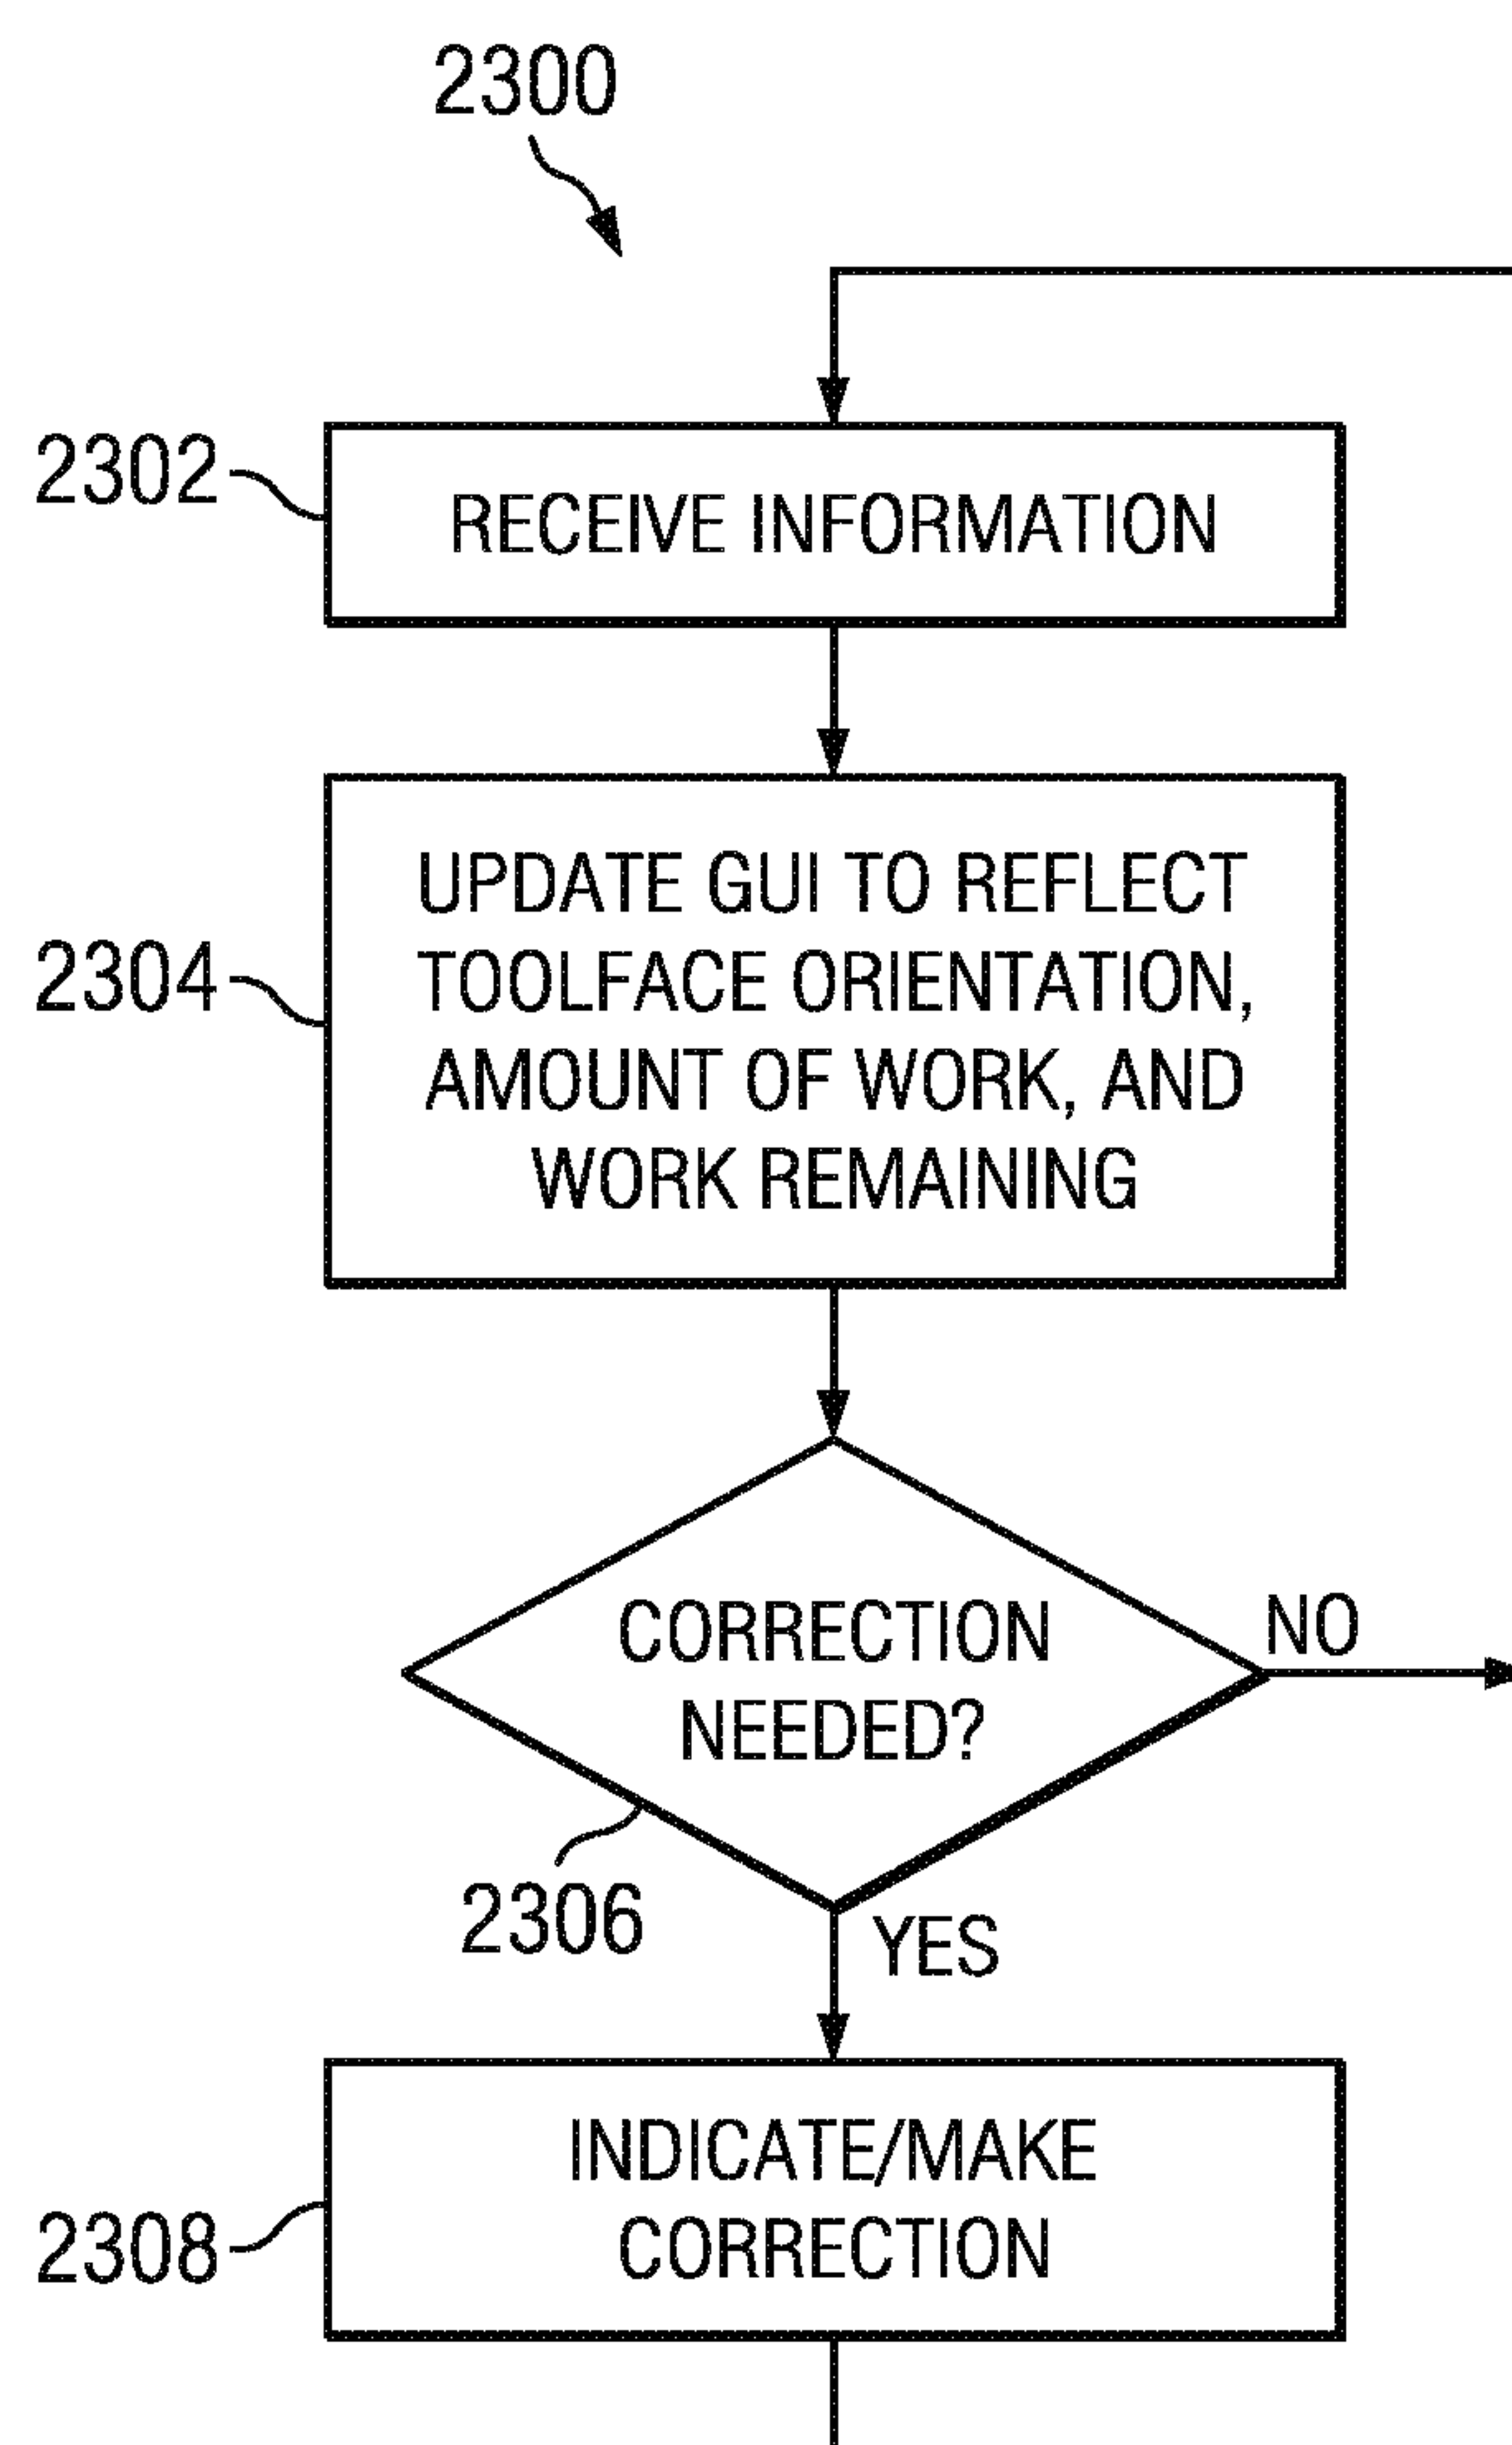 2300
2302
RECEIVE INFORMATION
2304
UPDATE GUI TO REFLECT
TOOLFACE ORIENTATION,
AMOUNT OF WORK, AND
WORK REMAINING
CORRECTION
NEEDED?
NO
2306
YES
2308
INDICATE/MAKE
CORRECTION